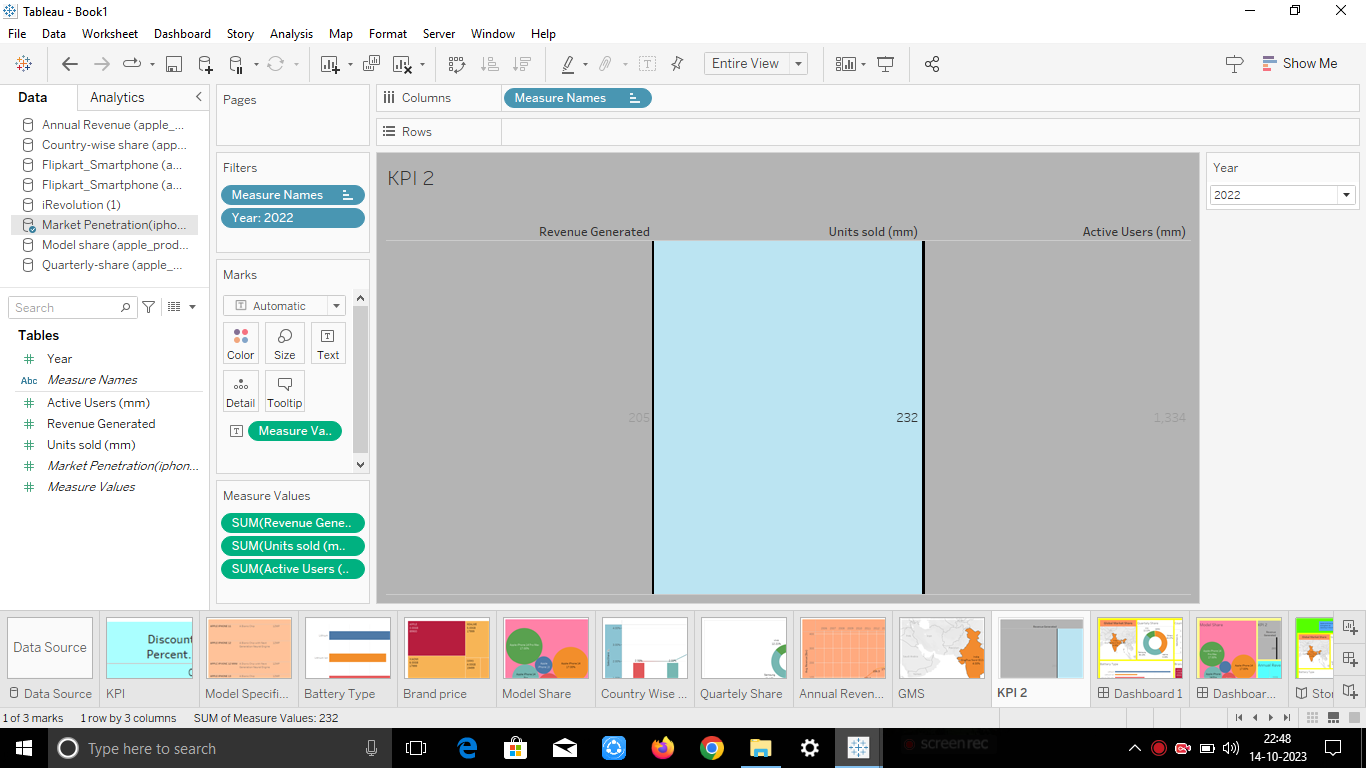 Tableau - Book1
File Data Worksheet Dashboard Story Analysis Map Format Server Window Help
Entire View
Show Me
Data Analytics
Annual Revenue (apple_...
Country-wise share (app...
Flipkart_Smartphone (a...
Flipkart_Smartphone (a...
iRevolution (1)
Market Penetration(ipho...
Model share (apple_prod...
Quarterly-share (apple_...
Search
Tables
Year
Abc Measure Names
Active Users (mm)
Revenue Generated
Units sold (mm)
Market Penetration(iphon...
Measure Values
Pages
Filters
Measure Names
Year: 2022
Marks
Automatic
Color Size Text
Detail Tooltip
Measure Va..
Measure Values
SUM(Revenue Gene..
SUM(Units sold (m..
SUM(Active Users (..
Columns Measure Names
Rows
KPI 2
Revenue Generated Units sold (mm) Active Users (mm)
205 232 1,334
Year
2022
Data Source
Discount
Percent.
Data Source KPI Model Specifi... Battery Type Brand price Model Share Country Wise ... Quartely Share Annual Reven... GMS KPI 2 Dashboard 1 Dashboar... Stor
1 of 3 marks 1 row by 3 columns SUM of Measure Values: 232
Type here to search
screenrec
22:48
14-10-2023